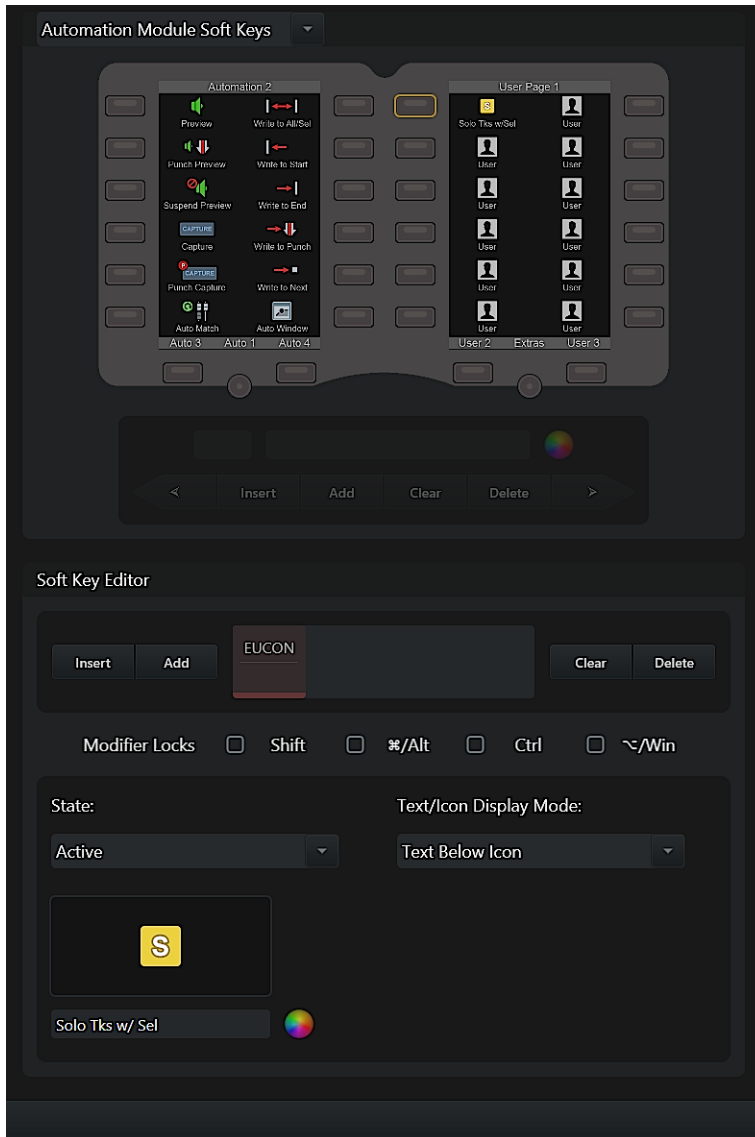 Automation Module Soft Keys
Automation 2
Preview Write to All/Sel
Punch Preview Write to Start
Suspend Preview Write to End
CAPTURE
Capture Write to Punch
P
CAPTURE
Punch Capture Write to Next
Auto Match Auto Window
Auto 3 Auto 1 Auto 4
User Page 1
S
Solo Tks w/Sel User
User User
User User
User User
User User
User User
User 2 Extras User 3
Insert Add Clear Delete
Soft Key Editor
Insert Add EUCON Clear Delete
Modifier Locks Shift ⌘/Alt Ctrl ⌥/Win
State: Text/Icon Display Mode:
Active Text Below Icon
S
Solo Tks w/ Sel